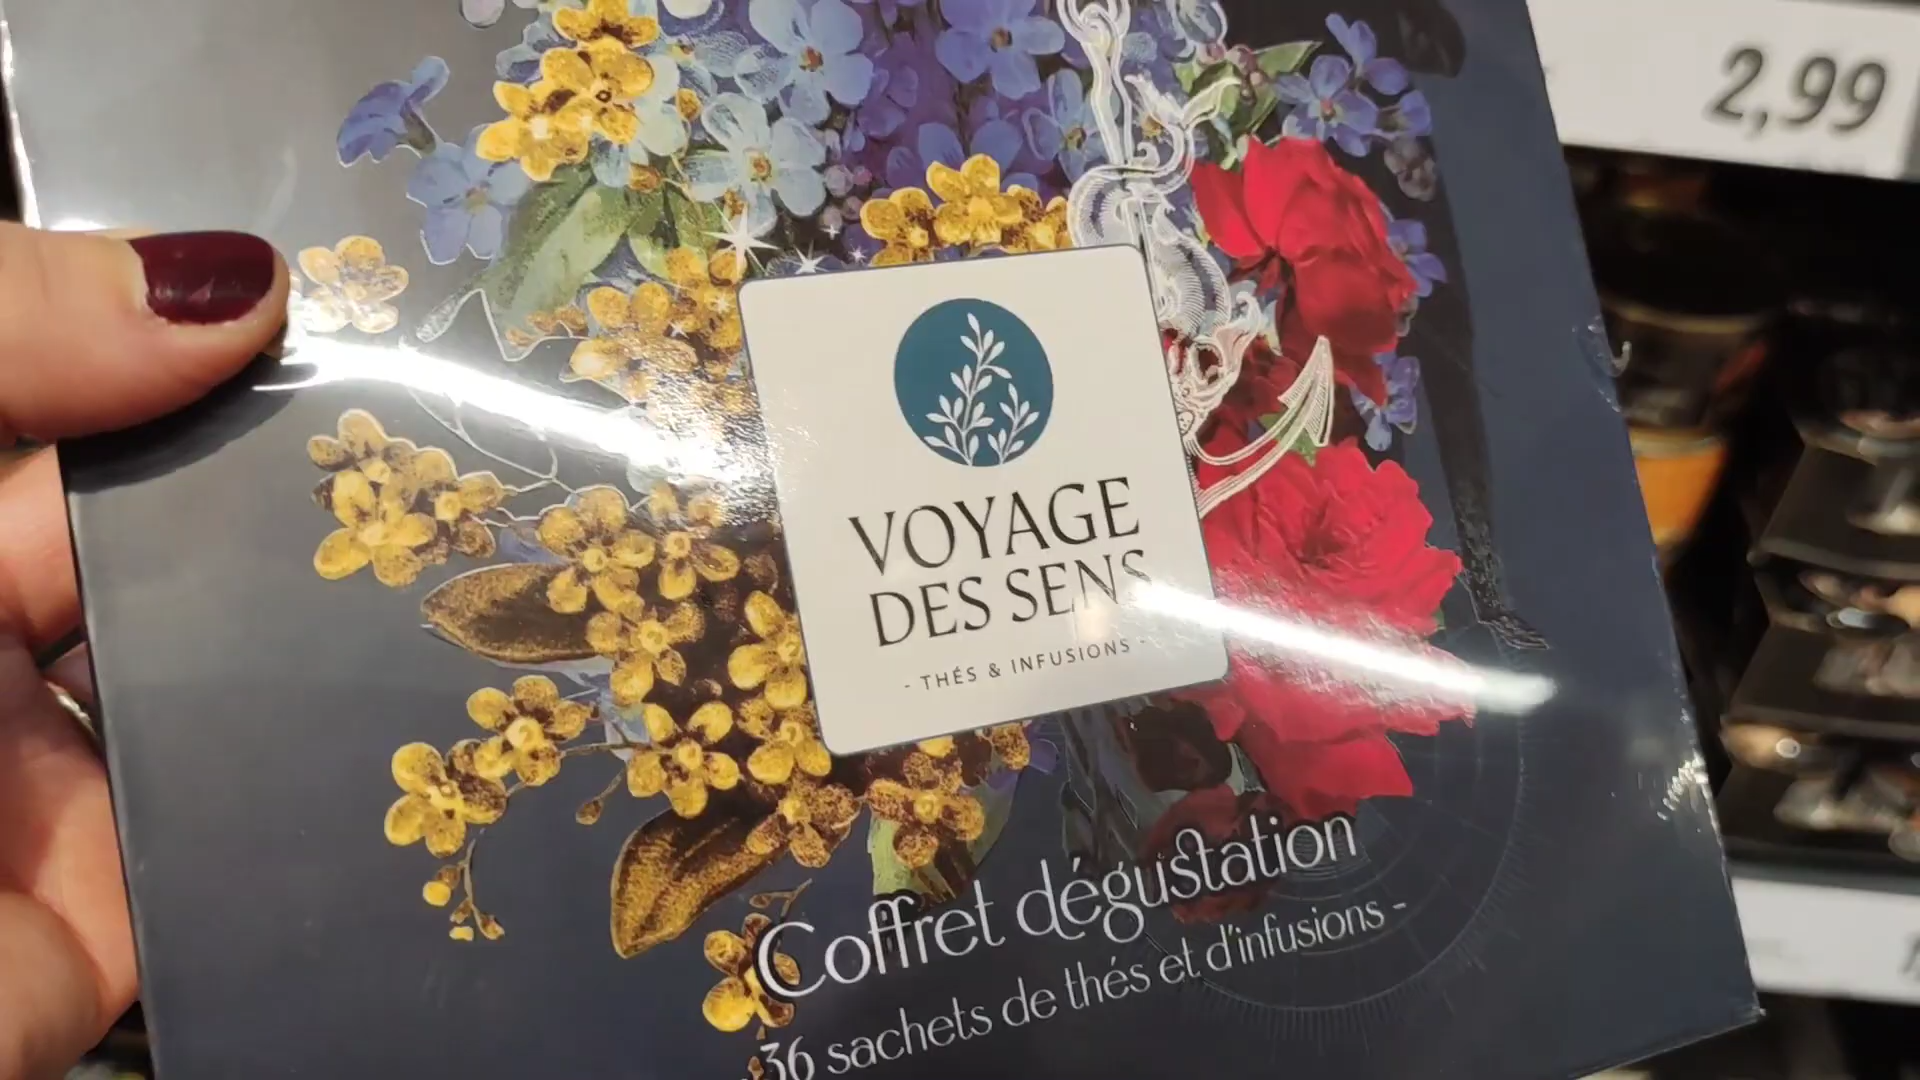 2,99
VOYAGE
DES SENS
- THÉS & INFUSIONS -
Coffret dégustation
- 36 sachets de thés et d'infusions -